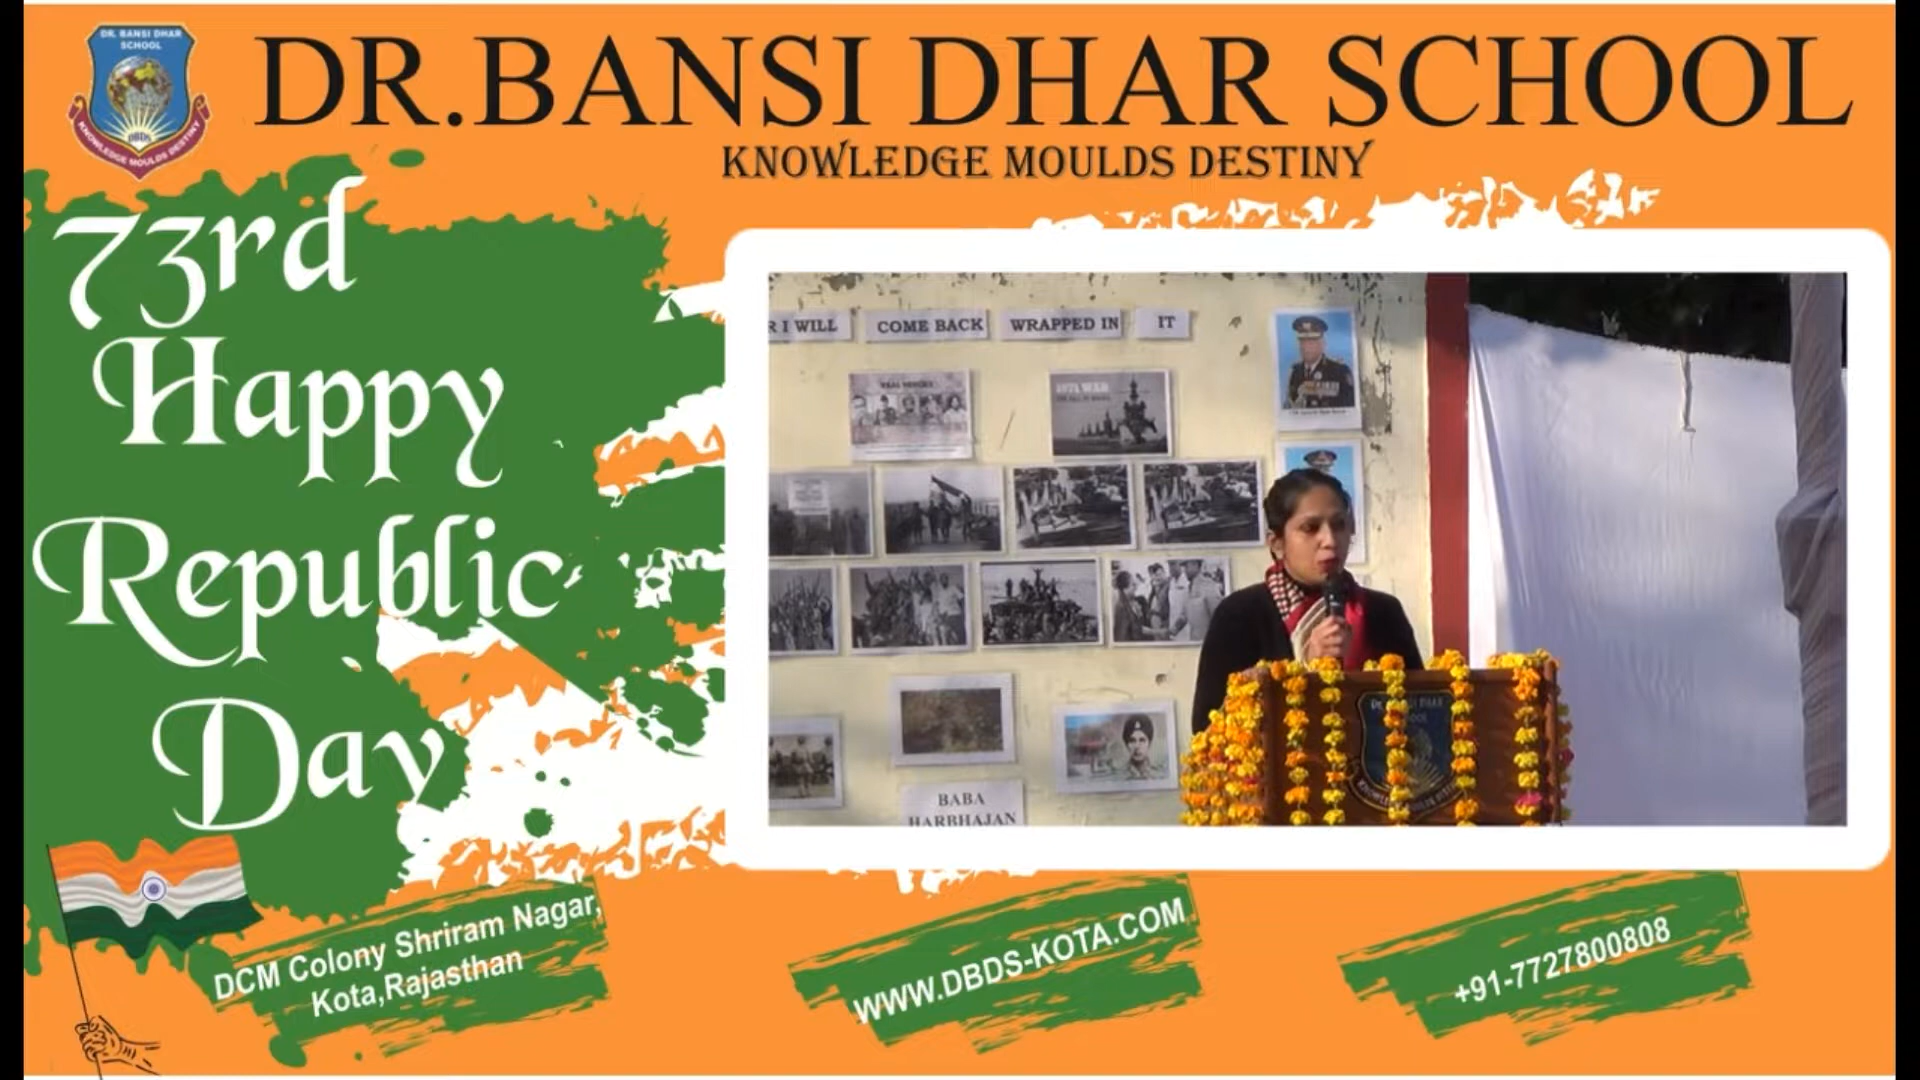 DR. BANSI DHAR
SCHOOL
DBDS
KNOWLEDGE MOULDS DESTINY
DR.BANSI DHAR SCHOOL
KNOWLEDGE MOULDS DESTINY
73rd
Happy
Republic
Day
R I WILL COME BACK WRAPPED IN IT
REAL HEROES
1971 WAR
BABA
HARBHAJAN
DCM Colony Shriram Nagar,
Kota,Rajasthan
WWW.DBDS-KOTA.COM
+91-7727800808